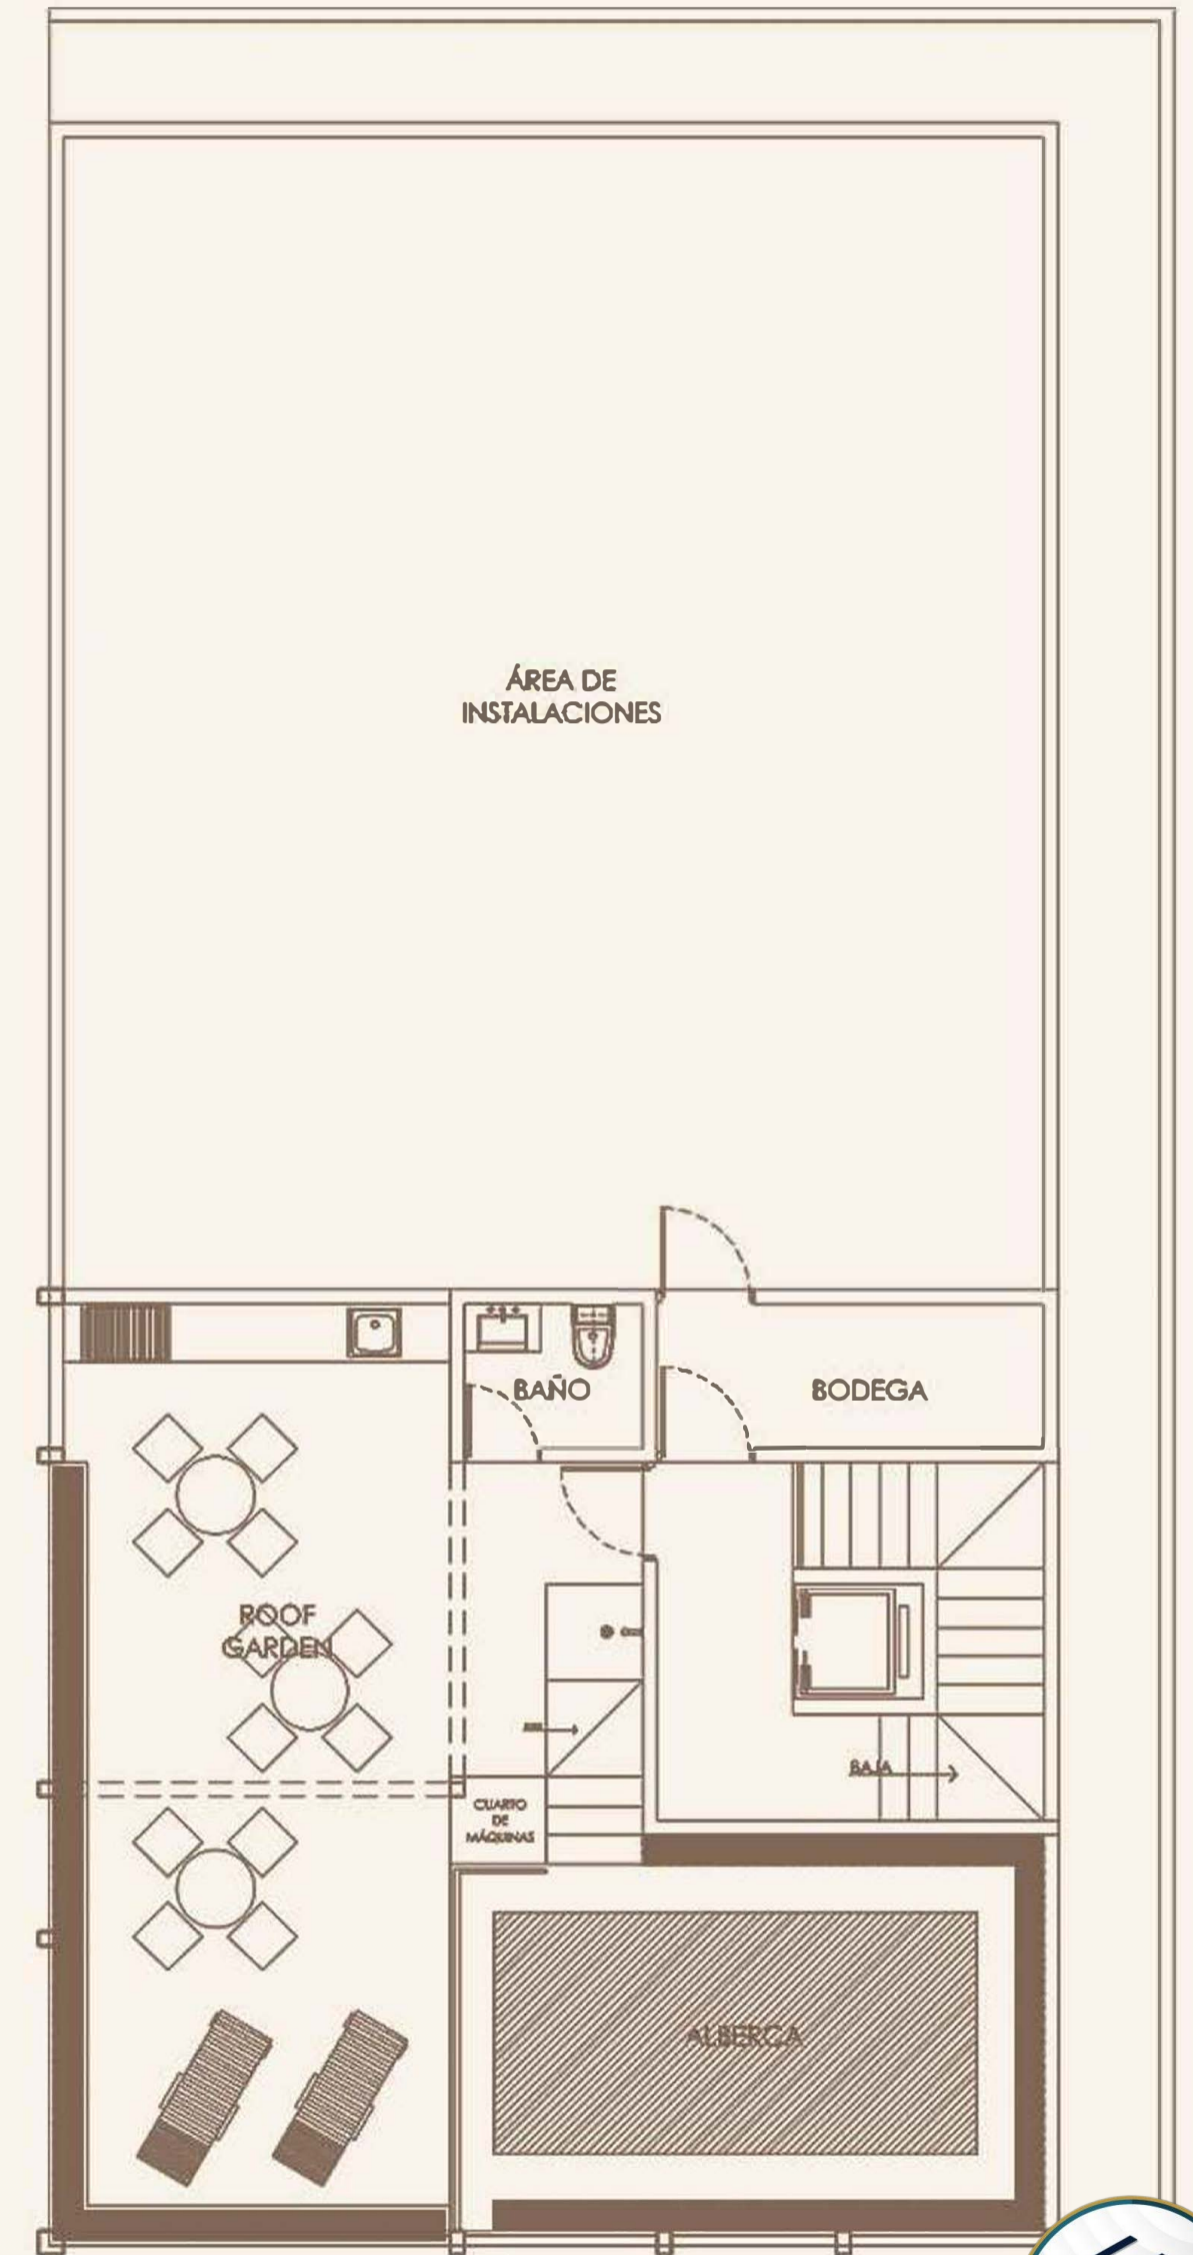 ÁREA DE
INSTALACIONES
BAÑO
BODEGA
ROOF
GARDEN
BAJA
CUARTO
DE
MÁQUINAS
ALBERCA